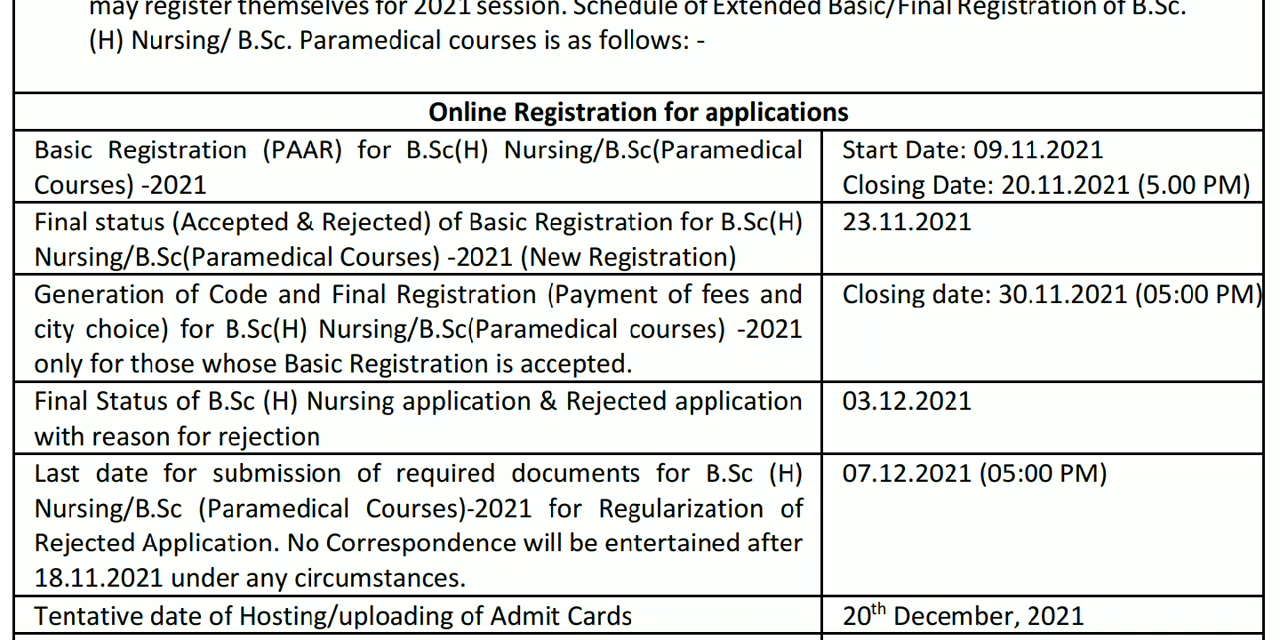 may register themselves for 2021 session. Schedule of Extended Basic/Final Registration of B.Sc.
(H) Nursing/ B.Sc. Paramedical courses is as follows: -
Online Registration for applications
Basic Registration (PAAR) for B.Sc(H) Nursing/B.Sc(Paramedical
Courses) -2021
Start Date: 09.11.2021
Closing Date: 20.11.2021 (5.00 PM)
Final status (Accepted & Rejected) of Basic Registration for B.Sc(H)
Nursing/B.Sc(Paramedical Courses) -2021 (New Registration)
23.11.2021
Generation of Code and Final Registration (Payment of fees and
city choice) for B.Sc(H) Nursing/B.Sc(Paramedical courses) -2021
only for those whose Basic Registration is accepted.
Closing date: 30.11.2021 (05:00 PM)
Final Status of B.Sc (H) Nursing application & Rejected application
with reason for rejection
03.12.2021
Last date for submission of required documents for B.Sc (H)
Nursing/B.Sc (Paramedical Courses)-2021 for Regularization of
Rejected Application. No Correspondence will be entertained after
18.11.2021 under any circumstances.
07.12.2021 (05:00 PM)
Tentative date of Hosting/uploading of Admit Cards
20th December, 2021